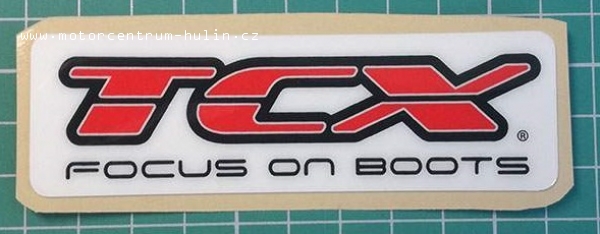 www.motorcentrum-hulin.cz
TCX®
FOCUS ON BOOTS